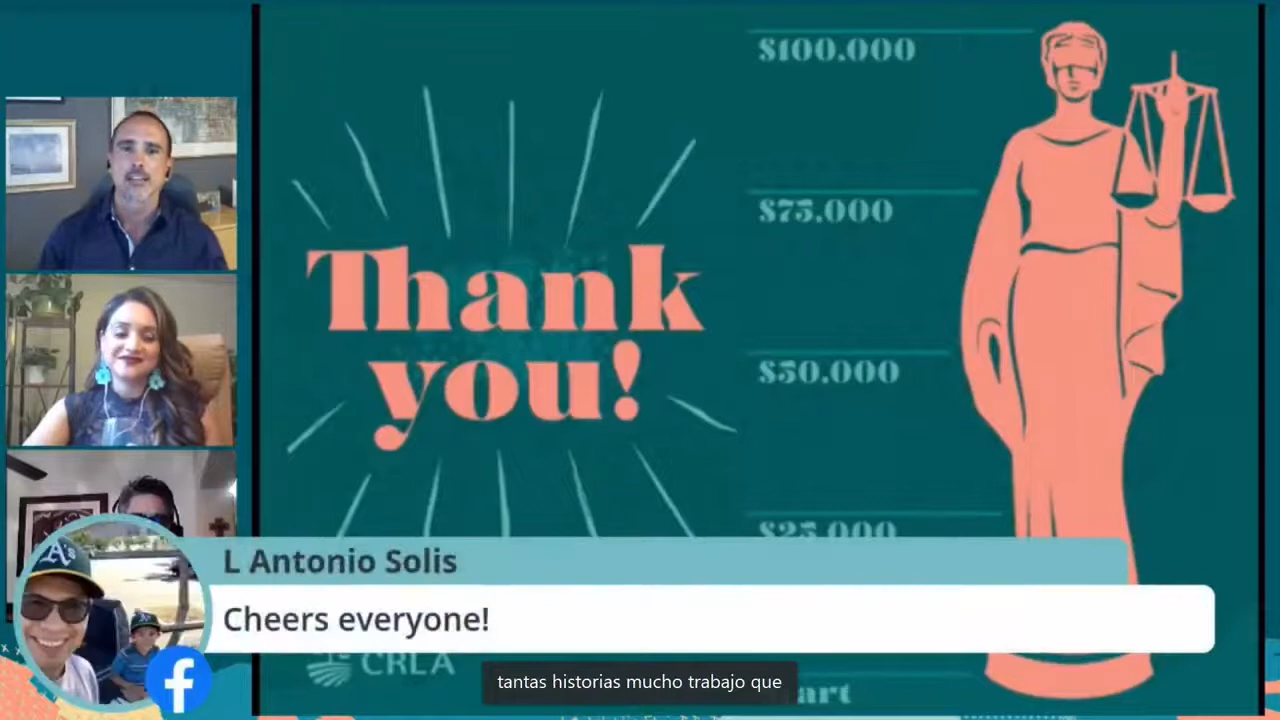 $100.000
$75.000
Thank
you!
$50.000
$25.000
L Antonio Solis
Cheers everyone!
CRLA
tantas historias mucho trabajo que
A's
f